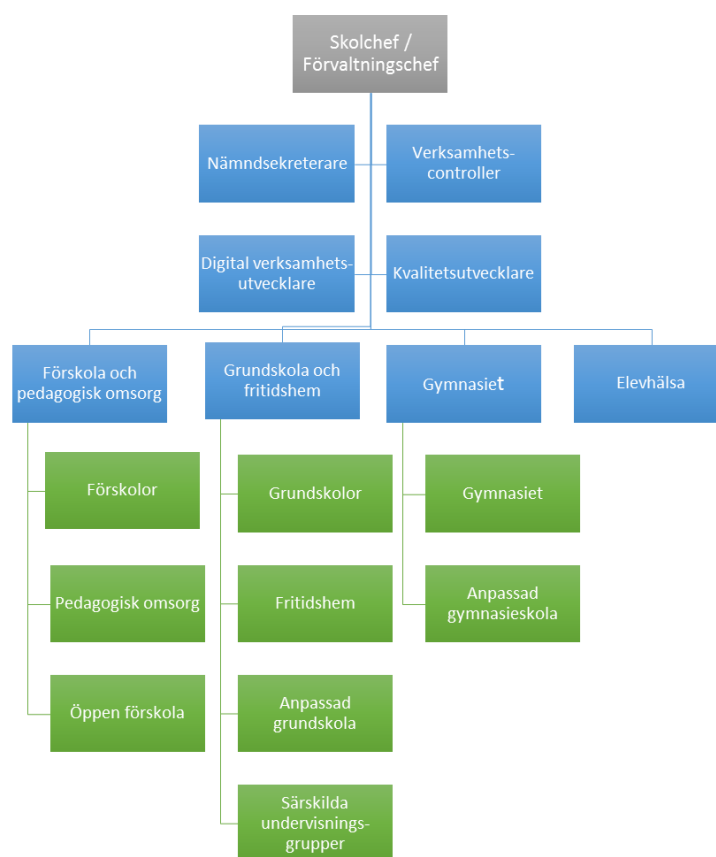 Skolchef /
Förvaltningschef
Nämndsekreterare
Verksamhets-
controller
Digital verksamhets-
utvecklare
Kvalitetsutvecklare
Förskola och
pedagogisk omsorg
Grundskola och
fritidshem
Gymnasiet
Elevhälsa
Förskolor
Pedagogisk omsorg
Öppen förskola
Grundskolor
Fritidshem
Anpassad
grundskola
Särskilda
undervisnings-
grupper
Gymnasiet
Anpassad
gymnasieskola